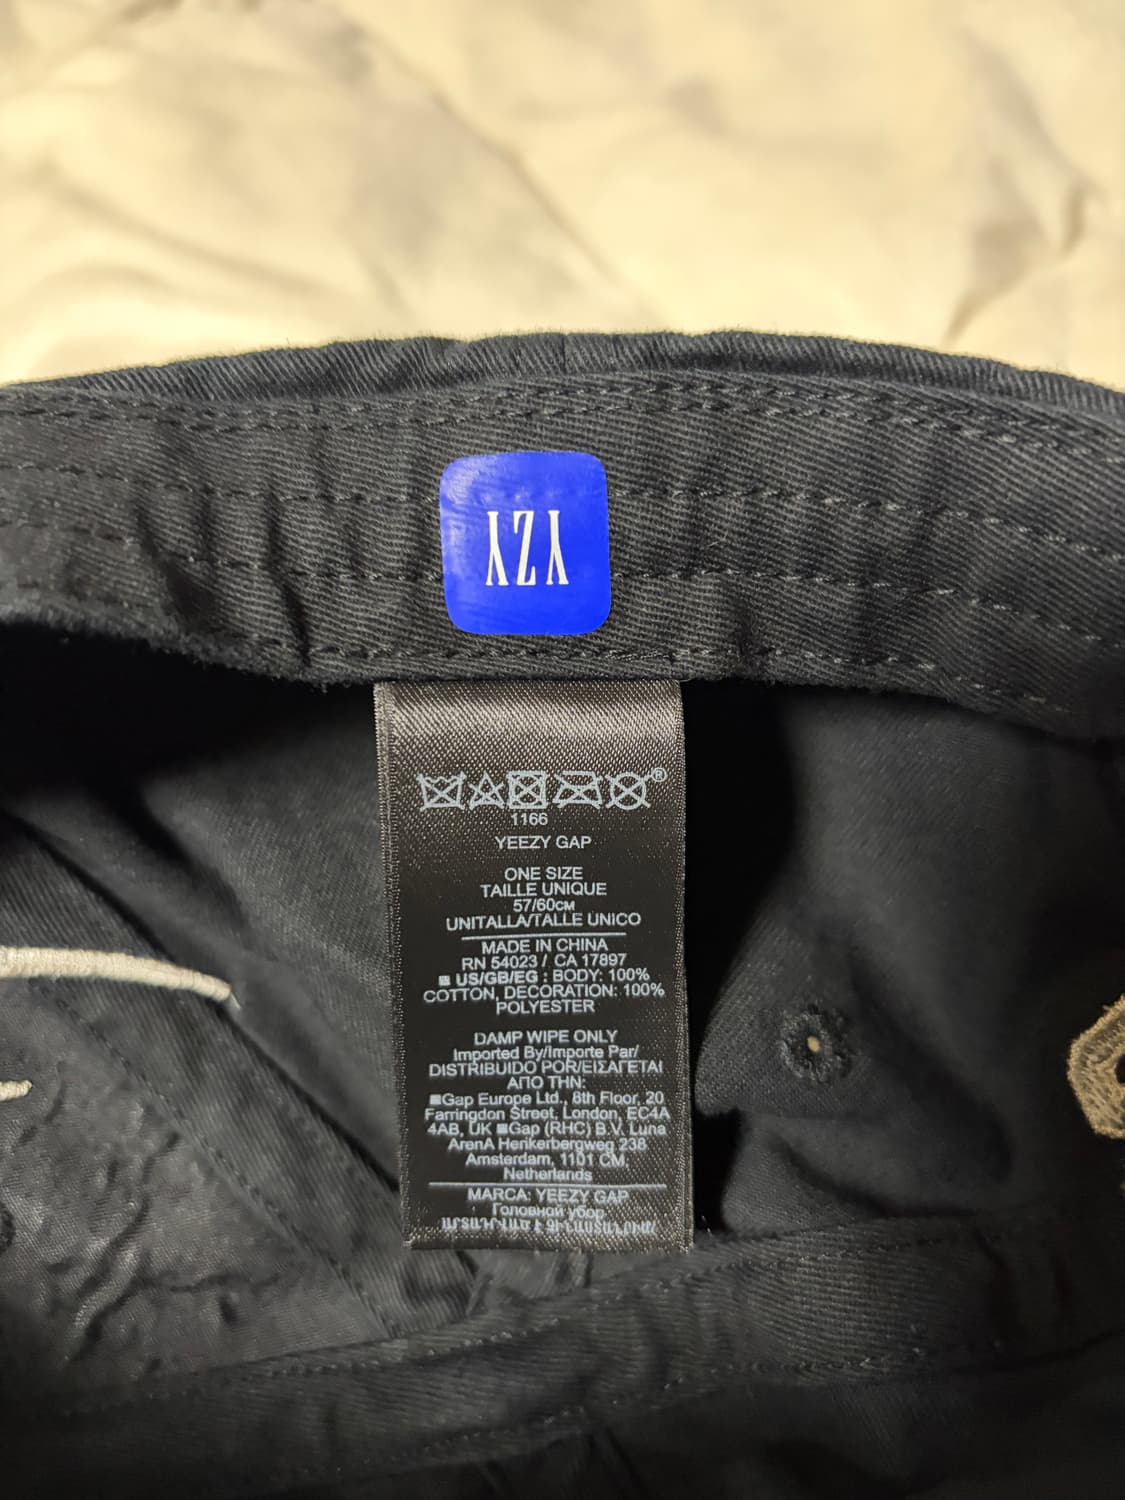 YZY
1166
YEEZY GAP
ONE SIZE
TAILLE UNIQUE
57/60CM
UNITALLA/TALLE UNICO
MADE IN CHINA
RN 54023 / CA 17897
US/GB/EG : BODY: 100%
COTTON, DECORATION: 100%
POLYESTER
DAMP WIPE ONLY
Imported By/Importe Par/
DISTRIBUIDO POR/ΕΙΣΑΓΕΤΑΙ
ΑΠΟ ΤΗΝ:
Gap Europe Ltd., 8th Floor, 20
Farringdon Street, London, EC4A
4AB, UK Gap (RHC) B.V. Luna
ArenA Herikerbergweg 238
Amsterdam, 1101 CM,
Netherlands
MARCA: YEEZY GAP
Головной убор